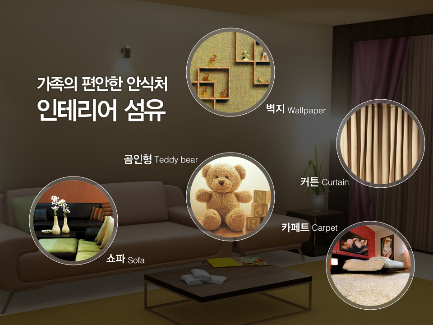 가족의 편안한 안식처
인테리어 섬유
벽지 Wallpaper
곰인형 Teddy bear
커튼 Curtain
카페트 Carpet
쇼파 Sofa